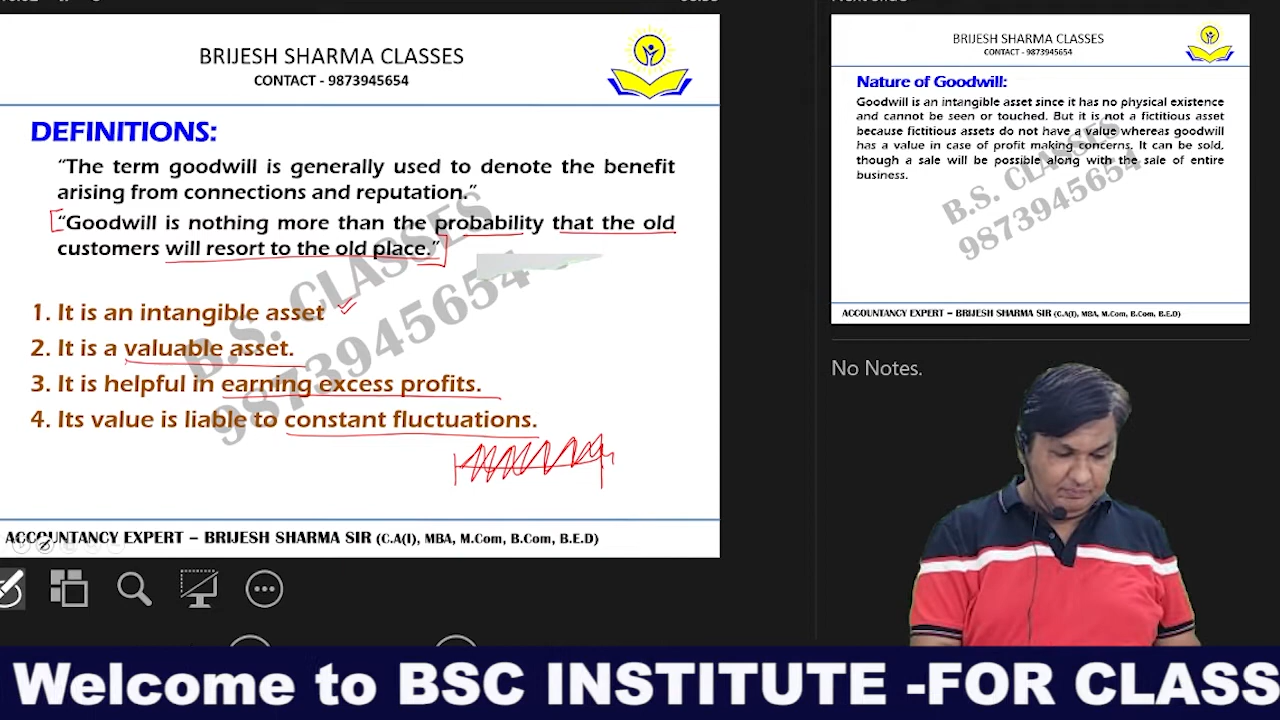 BRIJESH SHARMA CLASSES
CONTACT - 9873945654
DEFINITIONS:
“The term goodwill is generally used to denote the benefit
arising from connections and reputation.”
“Goodwill is nothing more than the probability that the old
customers will resort to the old place.”
1. It is an intangible asset
2. It is a valuable asset.
3. It is helpful in earning excess profits.
4. Its value is liable to constant fluctuations.
B.S. CLASSES
9873945654
ACCOUNTANCY EXPERT – BRIJESH SHARMA SIR (C.A(I), MBA, M.Com, B.Com, B.E.D)
BRIJESH SHARMA CLASSES
CONTACT - 9873945654
Nature of Goodwill:
Goodwill is an intangible asset since it has no physical existence
and cannot be seen or touched. But it is not a fictitious asset
because fictitious assets do not have a value whereas goodwill
has a value in case of profit making concerns. It can be sold,
though a sale will be possible along with the sale of entire
business.
B.S. CLASSES
9873945654
ACCOUNTANCY EXPERT – BRIJESH SHARMA SIR (C.A(I), MBA, M.Com, B.Com, B.E.D)
No Notes.
Welcome to BSC INSTITUTE -FOR CLASS